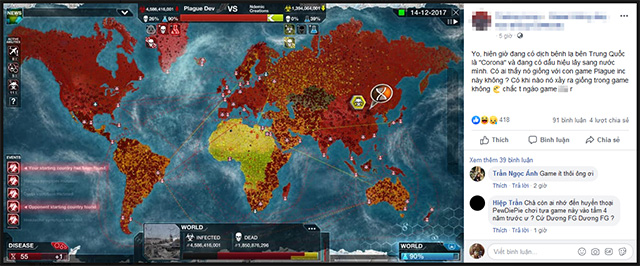 NEWS
4,586,416,001 Plague Dev
VS
Ndemic Creations 1,354,064,001
26% 90%
0% 99%
14-12-2017
EVENTS
Your starting country has been found
Opponent starting country found
DISEASE
55 +1
WORLD
INFECTED
4,586,416,001
DEAD
1,850,876,296
WORLD
90%
5 giờ
Yo, hiện giờ đang có dịch bệnh lạ bên Trung Quốc
là "Corona" và đang có dấu hiệu lây sang nước
mình. Có ai thấy nó giống với con game Plague inc
này không ? Có khi nào nó xảy ra giống trong game
không chắc t ngáo game r
418
91 bình luận 4 lượt chia sẻ
Thích Bình luận Chia sẻ
Xem thêm 39 bình luận
Trần Ngọc Ánh Game ít thôi ông ơi
Thích Trả lời 2 giờ
Hiệp Trần Chả còn ai nhớ đến huyền thoại
PewDiePie chơi tựa game này vào tầm 4
năm trước ư ? Cứ Dương FG Dương FG ?
Thích Trả lời 1 giờ
Viết bình luận...